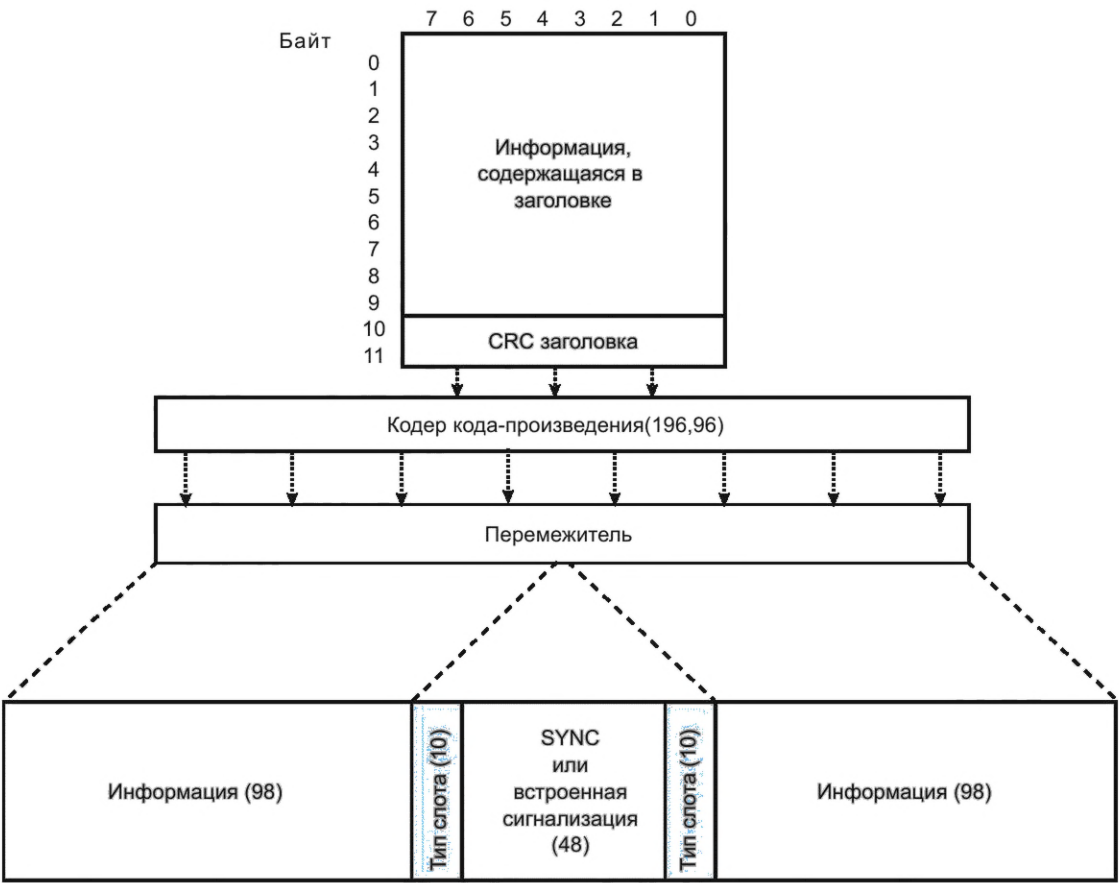 7 6 5 4 3 2 1 0
Байт
0
1
2
3
4
5
6
7
8
9
10
11
Информация,
содержащаяся в
заголовке
CRC заголовка
Кодер кода-произведения(196,96)
Перемежитель
Информация (98)
Тип слота (10)
SYNC
или
встроенная
сигнализация
(48)
Тип слота (10)
Информация (98)